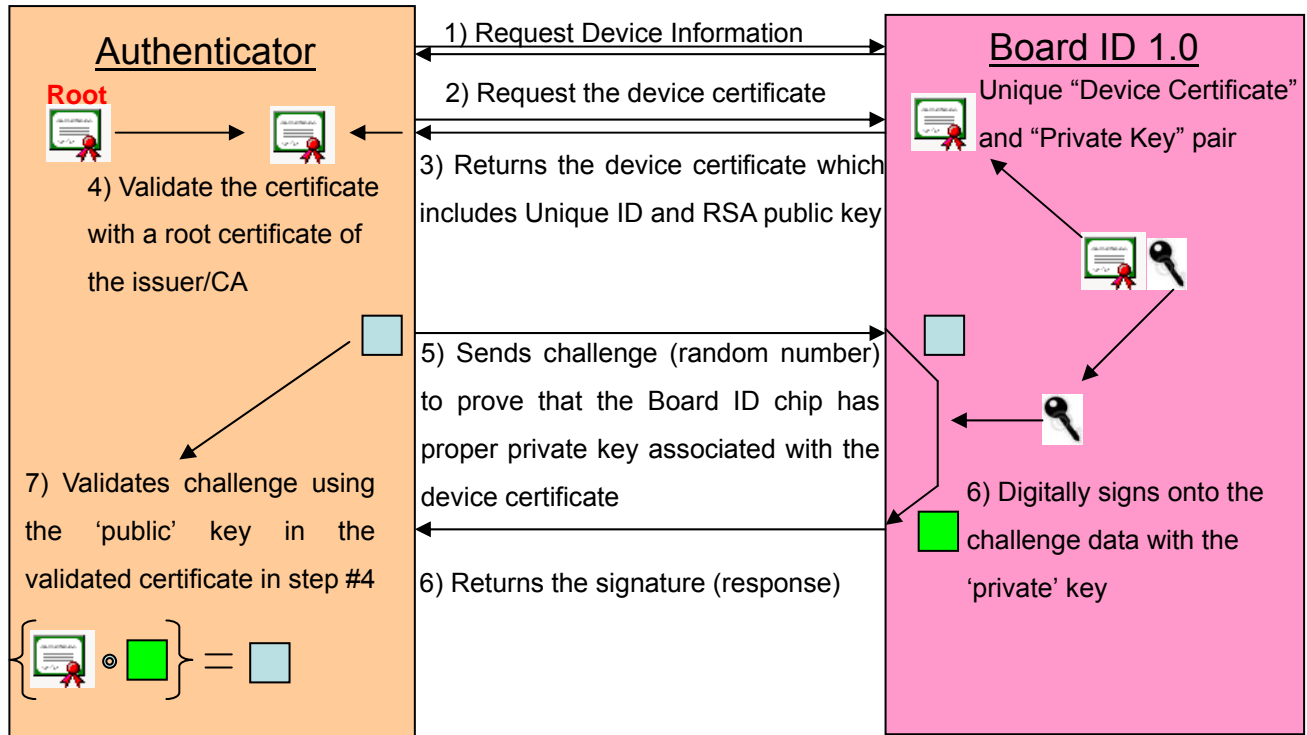 Authenticator
Root
4) Validate the certificate
with a root certificate of
the issuer/CA
7) Validates challenge using
the ‘public’ key in the
validated certificate in step #4
1) Request Device Information
2) Request the device certificate
3) Returns the device certificate which
includes Unique ID and RSA public key
5) Sends challenge (random number)
to prove that the Board ID chip has
proper private key associated with the
device certificate
6) Returns the signature (response)
Board ID 1.0
Unique “Device Certificate”
and “Private Key” pair
6) Digitally signs onto the
challenge data with the
‘private’ key